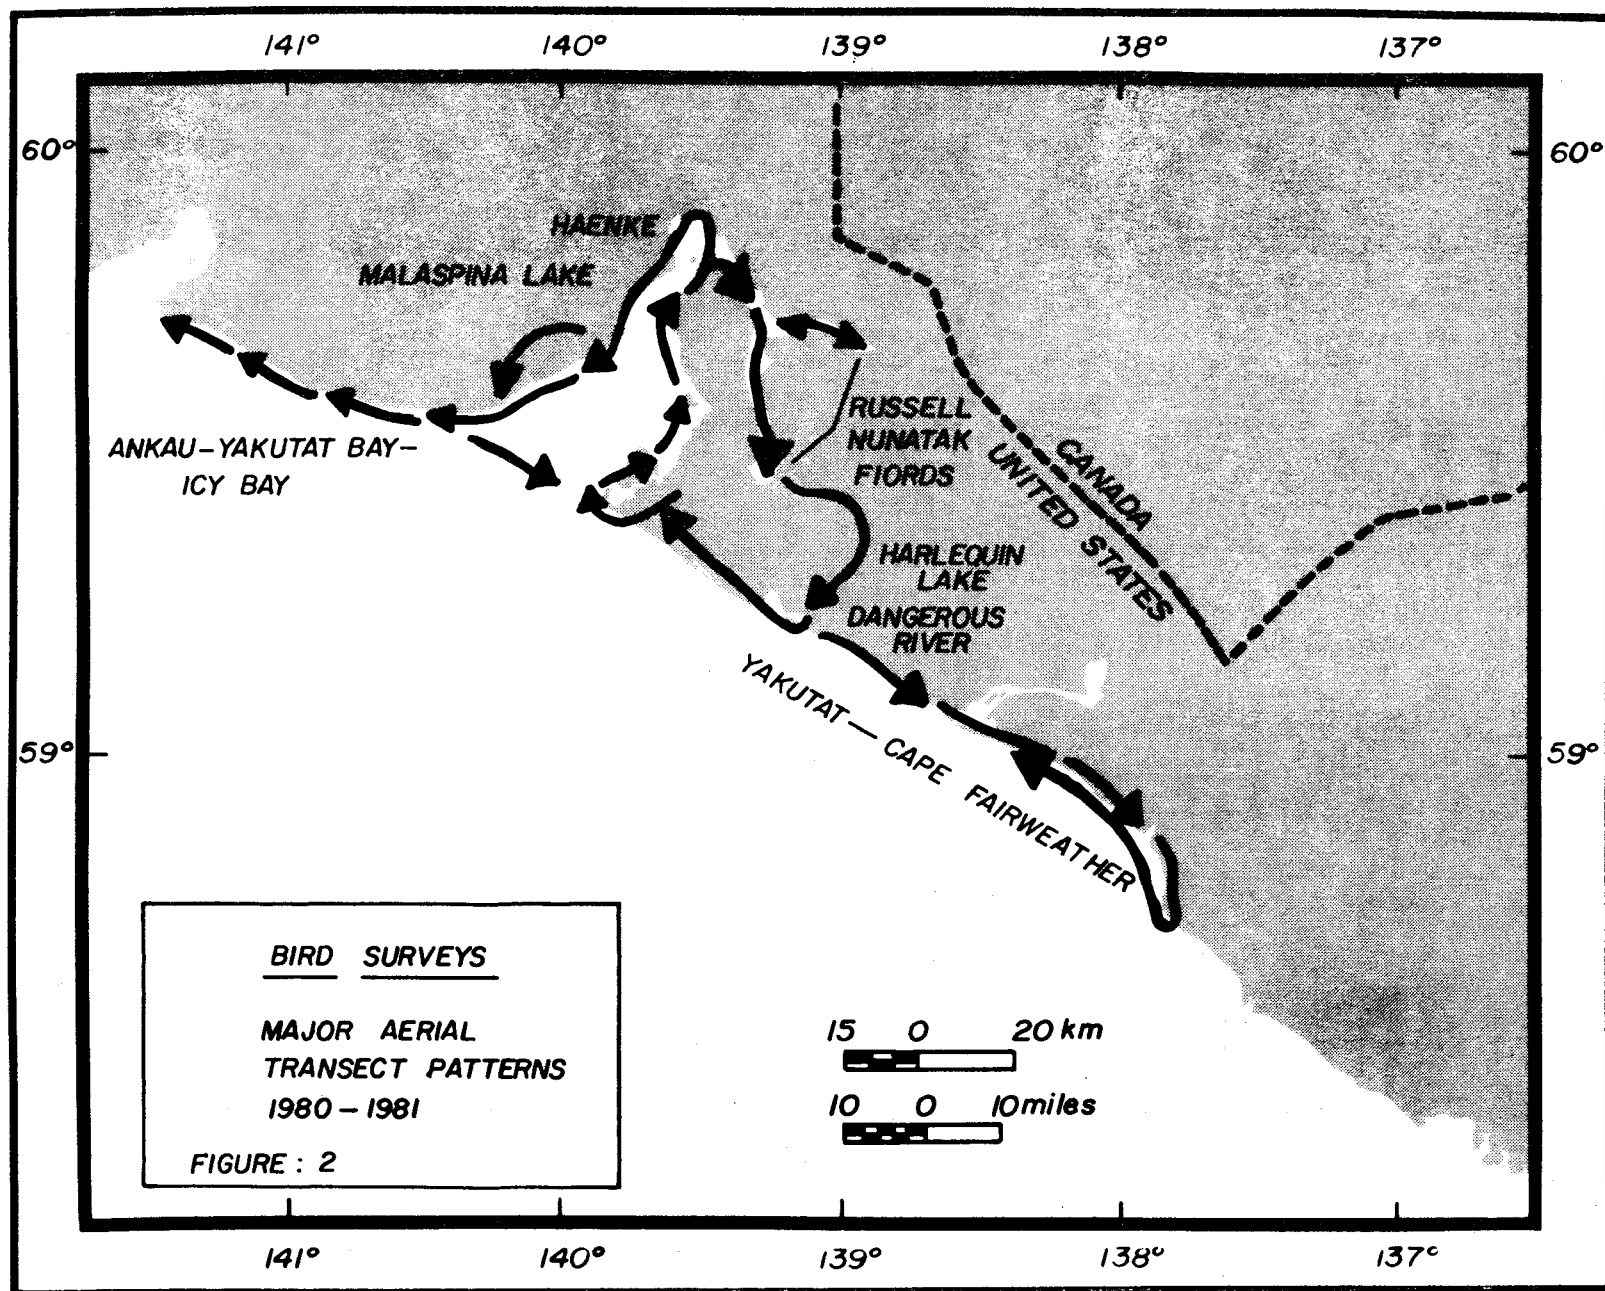 141° 140° 139° 138° 137°
60° 60°
HAENKE
MALASPINA LAKE
RUSSELL
NUNATAK
FIORDS
CANADA
UNITED STATES
ANKAU–YAKUTAT BAY–
ICY BAY
HARLEQUIN
LAKE
DANGEROUS
RIVER
YAKUTAT — CAPE FAIRWEATHER
59° 59°
BIRD SURVEYS
MAJOR AERIAL
TRANSECT PATTERNS
1980–1981
FIGURE: 2
15 0 20 km
10 0 10 miles
141° 140° 139° 138° 137°